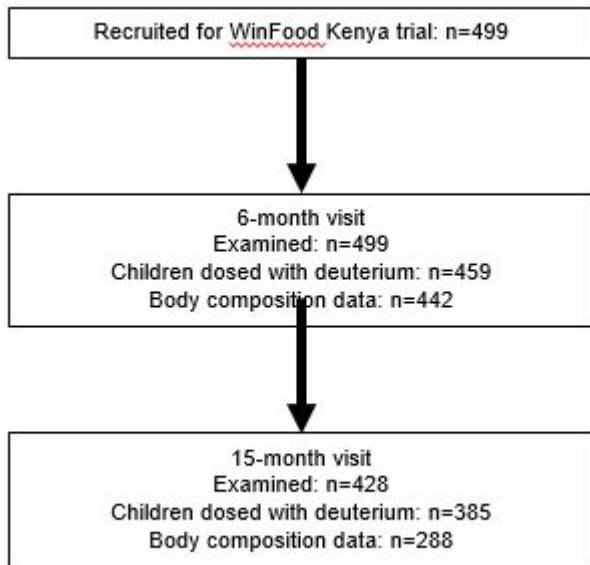 Recruited for WinFood Kenya trial: n=499
6-month visit
Examined: n=499
Children dosed with deuterium: n=459
Body composition data: n=442
15-month visit
Examined: n=428
Children dosed with deuterium: n=385
Body composition data: n=288